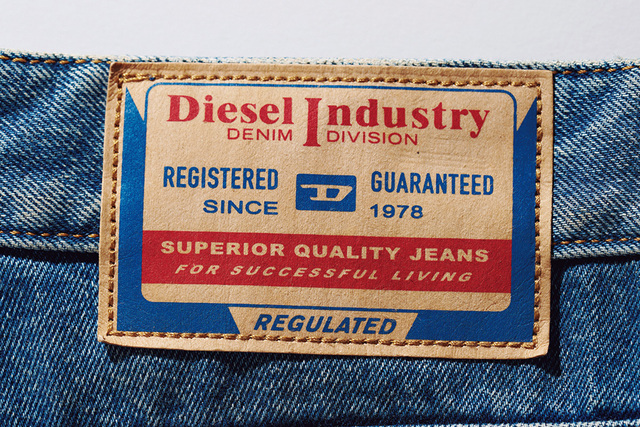 Diesel Industry
DENIM DIVISION
REGISTERED D GUARANTEED
SINCE 1978
SUPERIOR QUALITY JEANS
FOR SUCCESSFUL LIVING
REGULATED